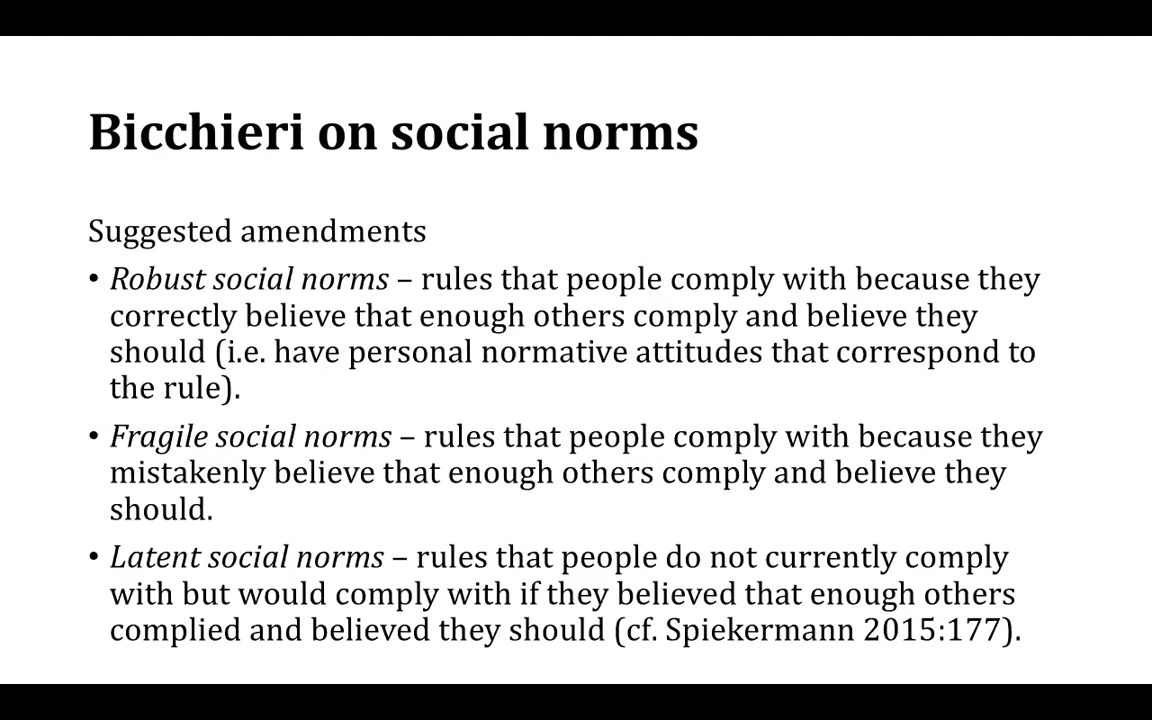 Bicchieri on social norms
Suggested amendments
• Robust social norms – rules that people comply with because they
correctly believe that enough others comply and believe they
should (i.e. have personal normative attitudes that correspond to
the rule).
• Fragile social norms – rules that people comply with because they
mistakenly believe that enough others comply and believe they
should.
• Latent social norms – rules that people do not currently comply
with but would comply with if they believed that enough others
complied and believed they should (cf. Spiekermann 2015:177).